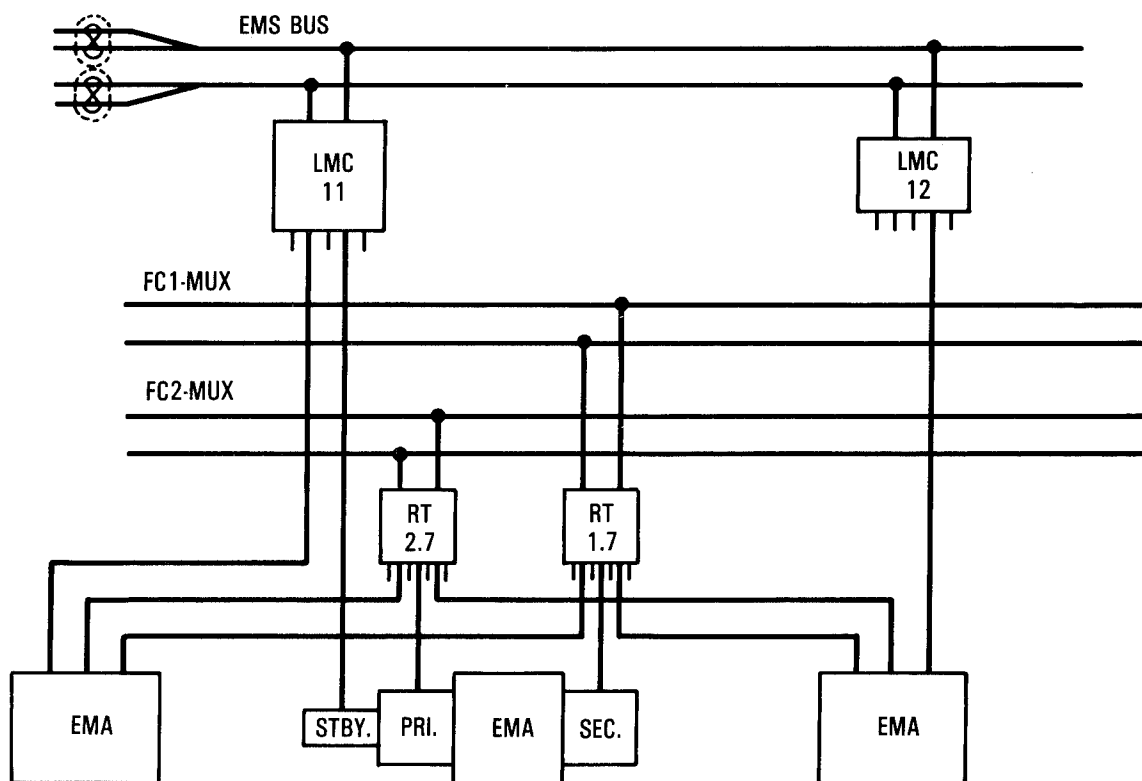 EMS BUS
LMC
11
LMC
12
FC1-MUX
FC2-MUX
RT
2.7
RT
1.7
EMA
STBY.
PRI.
EMA
SEC.
EMA